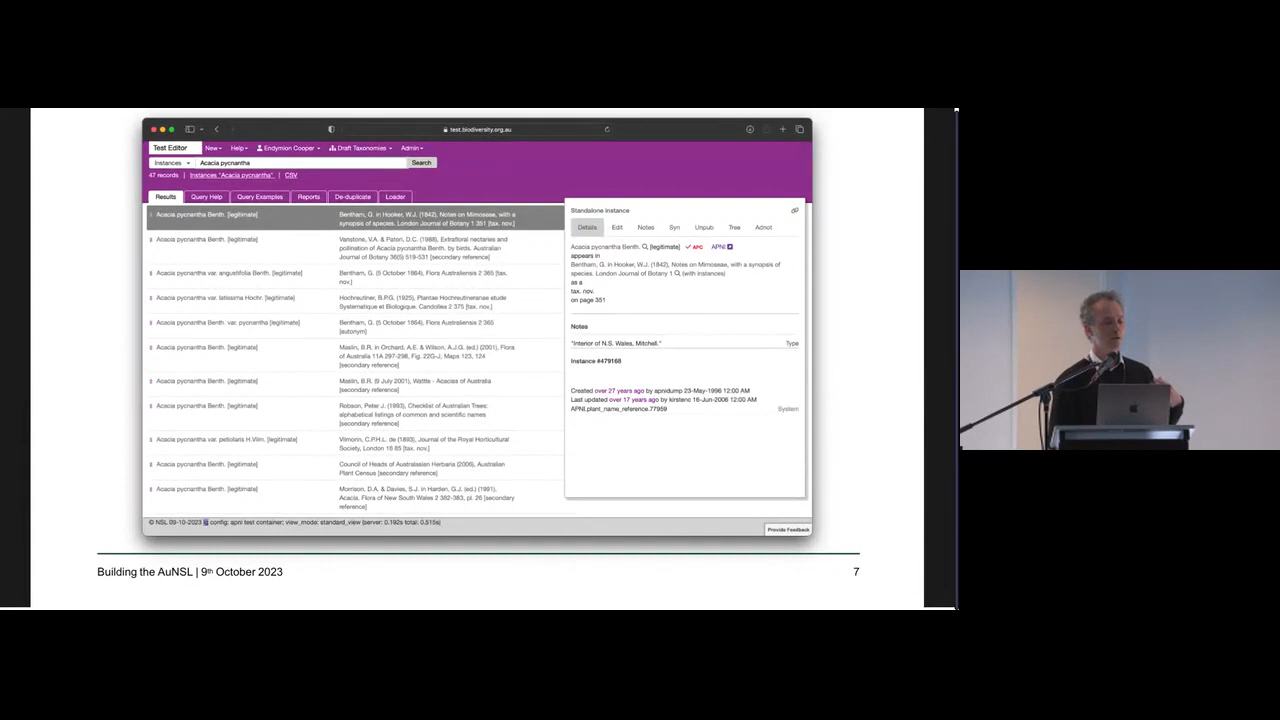 test.biodiversity.org.au
Test Editor New Help Endymion Cooper Draft Taxonomies Admin
Instances Acacia pycnantha Search
47 records | Instances "Acacia pycnantha" | CSV
Results Query Help Query Examples Reports De-duplicate Loader
Acacia pycnantha Benth. [legitimate] Bentham, G. in Hooker, W.J. (1842), Notes on Mimoseae, with a
synopsis of species. London Journal of Botany 1 351 [tax. nov.]
Acacia pycnantha Benth. [legitimate] Vanstone, V.A. & Paton, D.C. (1988), Extrafloral nectaries and
pollination of Acacia pycnantha Benth. by birds. Australian
Journal of Botany 36(5) 519-531 [secondary reference]
Acacia pycnantha var. angustifolia Benth. [legitimate] Bentham, G. (5 October 1864), Flora Australiensis 2 365 [tax.
nov.]
Acacia pycnantha var. latissima Hochr. [legitimate] Hochreutiner, B.P.G. (1925), Plantae Hochreutineranae etude
Systematique et Biologique. Candollea 2 375 [tax. nov.]
Acacia pycnantha Benth. var. pycnantha [legitimate] Bentham, G. (5 October 1864), Flora Australiensis 2 365
[autonym]
Acacia pycnantha Benth. [legitimate] Maslin, B.R. in Orchard, A.E. & Wilson, A.J.G. (ed.) (2001), Flora
of Australia 11A 297-298, Fig. 22G-J, Maps 123, 124
[secondary reference]
Acacia pycnantha Benth. [legitimate] Maslin, B.R. (9 July 2001), Wattle - Acacias of Australia
[secondary reference]
Acacia pycnantha Benth. [legitimate] Robson, Peter J. (1993), Checklist of Australian Trees:
alphabetical listings of common and scientific names
[secondary reference]
Acacia pycnantha var. petiolaris H.Vilm. [legitimate] Vilmorin, C.P.H.L. de (1893), Journal of the Royal Horticultural
Society, London 16 85 [tax. nov.]
Acacia pycnantha Benth. [legitimate] Council of Heads of Australasian Herbaria (2006), Australian
Plant Census [secondary reference]
Acacia pycnantha Benth. [legitimate] Morrison, D.A. & Davies, S.J. in Harden, G.J. (ed.) (1991),
Acacia. Flora of New South Wales 2 382-383, pl. 26 [secondary
reference]
Standalone instance
Details Edit Notes Syn Unpub Tree Adnot
Acacia pycnantha Benth. [legitimate] APC APNI
appears in
Bentham, G. in Hooker, W.J. (1842), Notes on Mimoseae, with a synopsis of
species. London Journal of Botany 1 (with instances)
as a
tax. nov.
on page 351
Notes
"Interior of N.S. Wales, Mitchell." Type
Instance #479168
Created over 27 years ago by apnidump 23-May-1996 12:00 AM
Last updated over 17 years ago by kirstenc 16-Jun-2006 12:00 AM
APNI.plant_name_reference.77959 System
© NSL 09-10-2023 config: apni test container; view_mode: standard_view (server: 0.192s total: 0.515s)
Provide Feedback
Building the AuNSL | 9th October 2023 7